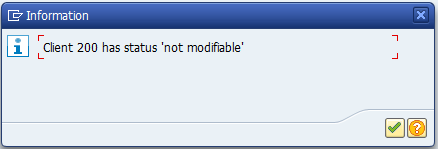 Information
Client 200 has status 'not modifiable'